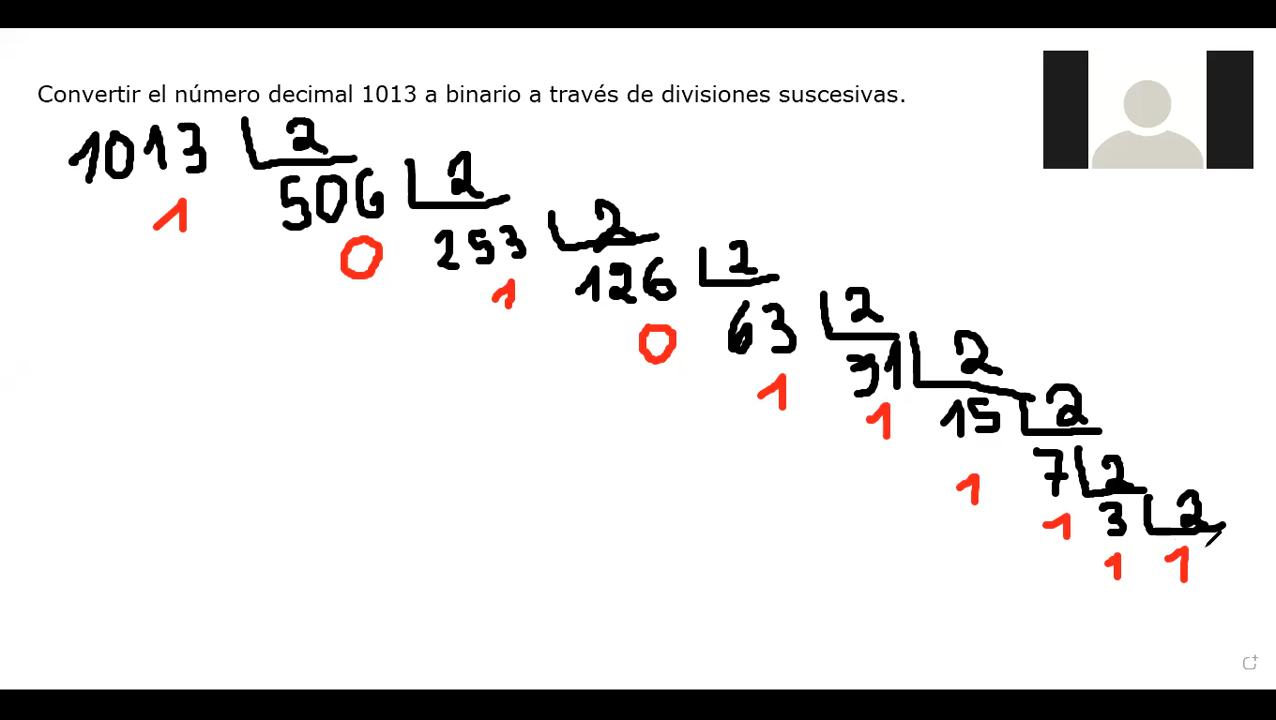 Convertir el número decimal 1013 a binario a través de divisiones suscesivas.
1013 2
1 506 2
0 253 2
1 126 2
0 63 2
1 31 2
1 15 2
1 7 2
1 3 2
1 1